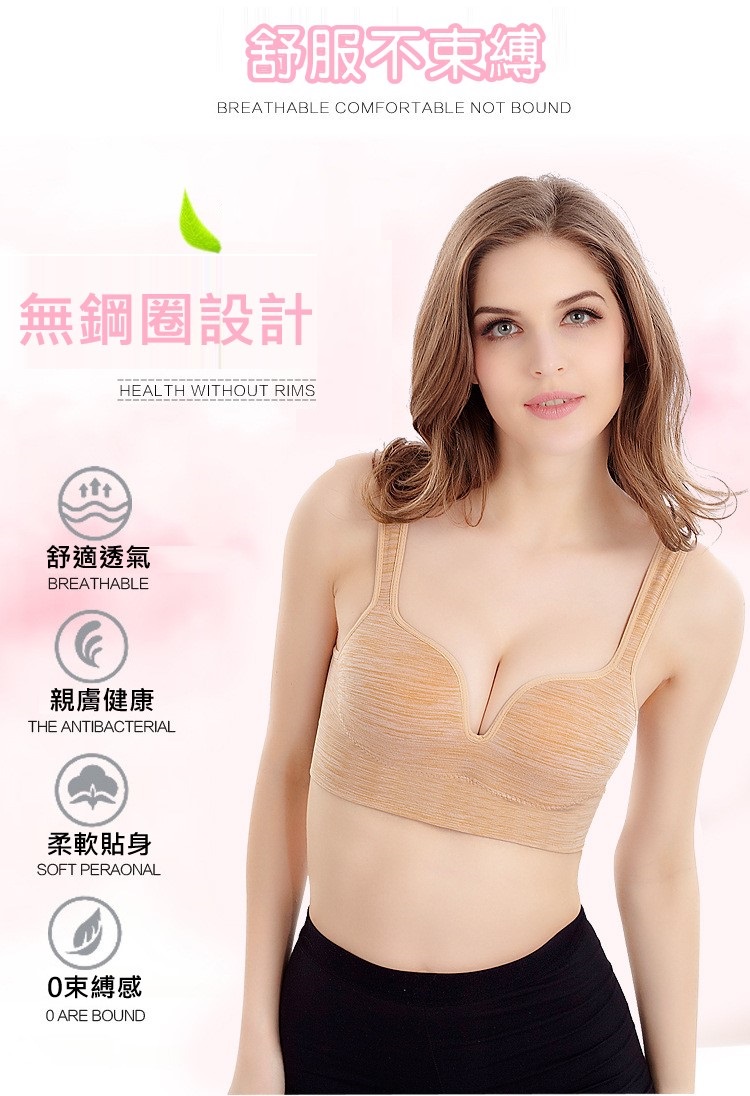 舒服不束縛
BREATHABLE COMFORTABLE NOT BOUND
無鋼圈設計
HEALTH WITHOUT RIMS
舒適透氣
BREATHABLE
親膚健康
THE ANTIBACTERIAL
柔軟貼身
SOFT PERAONAL
0束縛感
0 ARE BOUND